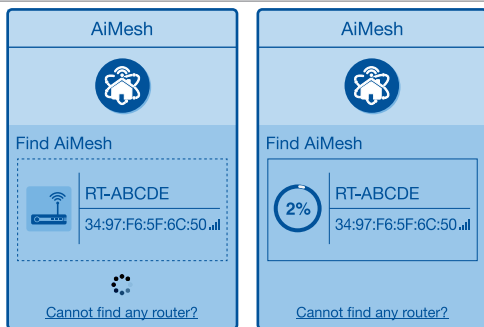 AiMesh
Find AiMesh
RT-ABCDE
34:97:F6:5F:6C:50
Cannot find any router?
AiMesh
Find AiMesh
2%
RT-ABCDE
34:97:F6:5F:6C:50
Cannot find any router?